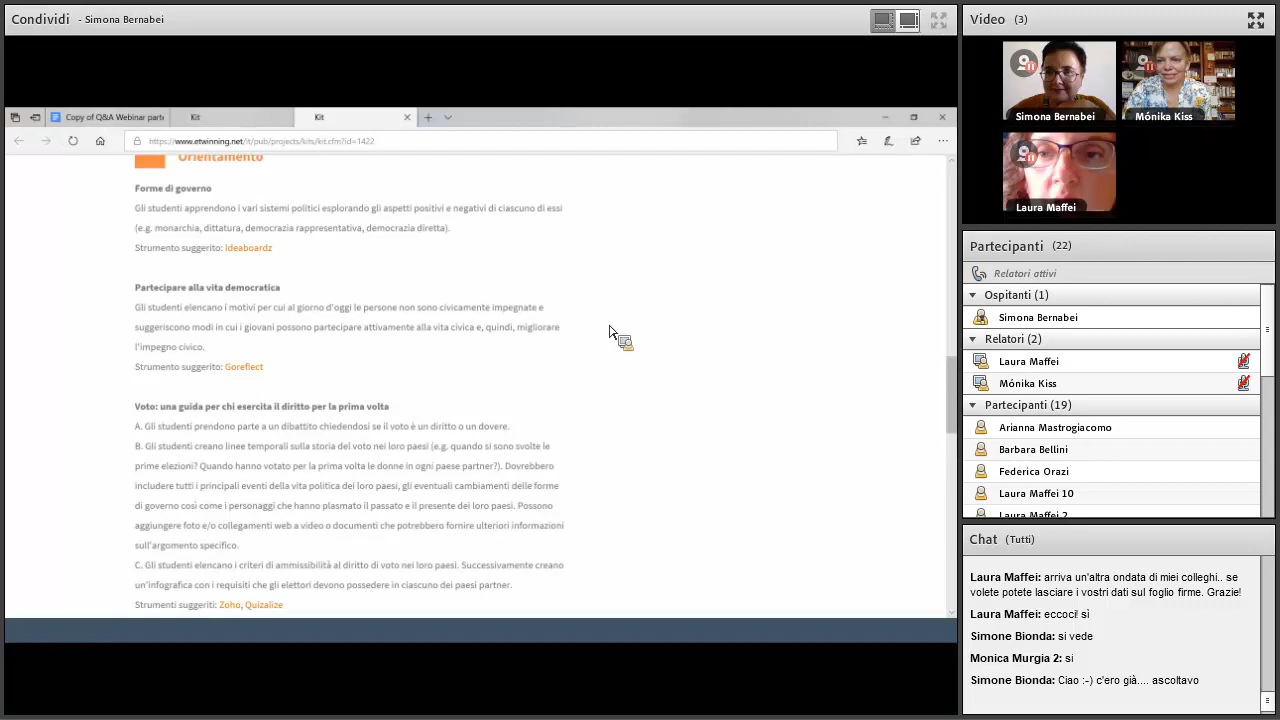 Condividi - Simona Bernabei
Copy of Q&A Webinar parte
Kit
Kit
https://www.etwinning.net/it/pub/projects/kits/kit.cfm?id=1422
Orientamento
Forme di governo
Gli studenti apprendono i vari sistemi politici esplorando gli aspetti positivi e negativi di ciascuno di essi
(e.g. monarchia, dittatura, democrazia rappresentativa, democrazia diretta).
Strumento suggerito: Ideaboardz
Partecipare alla vita democratica
Gli studenti elencano i motivi per cui al giorno d'oggi le persone non sono civicamente impegnate e
suggeriscono modi in cui i giovani possono partecipare attivamente alla vita civica e, quindi, migliorare
l'impegno civico.
Strumento suggerito: Goreflect
Voto: una guida per chi esercita il diritto per la prima volta
A. Gli studenti prendono parte a un dibattito chiedendosi se il voto è un diritto o un dovere.
B. Gli studenti creano linee temporali sulla storia del voto nei loro paesi (e.g. quando si sono svolte le
prime elezioni? Quando hanno votato per la prima volta le donne in ogni paese partner?). Dovrebbero
includere tutti i principali eventi della vita politica dei loro paesi, gli eventuali cambiamenti delle forme
di governo così come i personaggi che hanno plasmato il passato e il presente dei loro paesi. Possono
aggiungere foto e/o collegamenti web a video o documenti che potrebbero fornire ulteriori informazioni
sull'argomento specifico.
C. Gli studenti elencano i criteri di ammissibilità al diritto di voto nei loro paesi. Successivamente creano
un'infografica con i requisiti che gli elettori devono possedere in ciascuno dei paesi partner.
Strumenti suggeriti: Zoho, Quizalize
Video (3)
Simona Bernabei
Mónika Kiss
Laura Maffei
Partecipanti (22)
Relatori attivi
Ospitanti (1)
Simona Bernabei
Relatori (2)
Laura Maffei
Mónika Kiss
Partecipanti (19)
Arianna Mastrogiacomo
Barbara Bellini
Federica Orazi
Laura Maffei 10
Laura Maffei 2
Chat (Tutti)
Laura Maffei: arriva un'altra ondata di miei colleghi.. se
volete potete lasciare i vostri dati sul foglio firme. Grazie!
Laura Maffei: eccoci! sì
Simone Bionda: si vede
Monica Murgia 2: si
Simone Bionda: Ciao :-) c'ero già.... ascoltavo